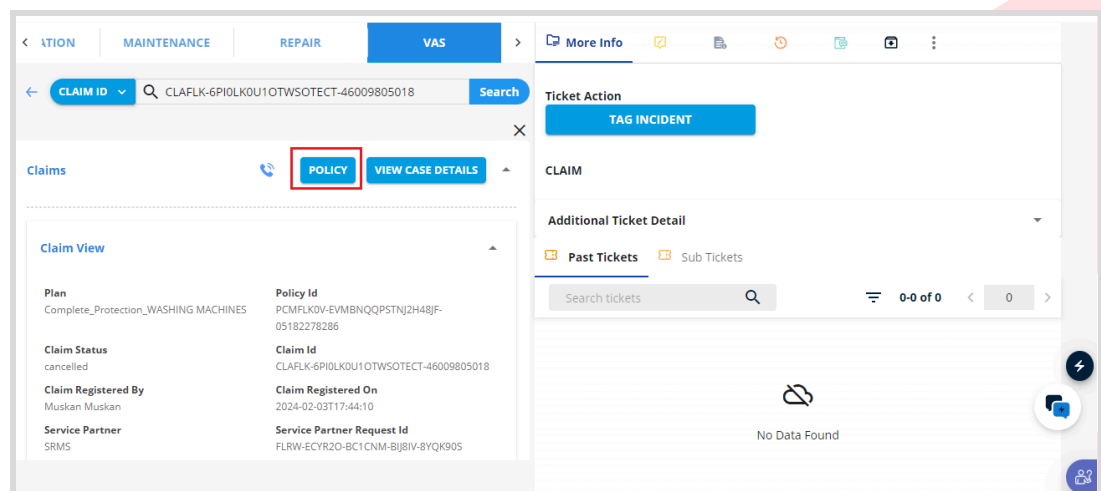 ATION MAINTENANCE REPAIR VAS
CLAIM ID CLAFLK-6PI0LK0U1OTWSOTECT-46009805018 Search
Claims POLICY VIEW CASE DETAILS
Claim View
Plan Policy Id
Complete_Protection_WASHING MACHINES PCMFLK0V-EVMBNQQPSTNJ2H48JF-
05182278286
Claim Status Claim Id
cancelled CLAFLK-6PI0LK0U1OTWSOTECT-46009805018
Claim Registered By Claim Registered On
Muskan Muskan 2024-02-03T17:44:10
Service Partner Service Partner Request Id
SRMS FLRW-ECYR2O-BC1CNM-BIJ8IV-8YQK90S
More Info
Ticket Action
TAG INCIDENT
CLAIM
Additional Ticket Detail
Past Tickets Sub Tickets
Search tickets 0-0 of 0 0
No Data Found